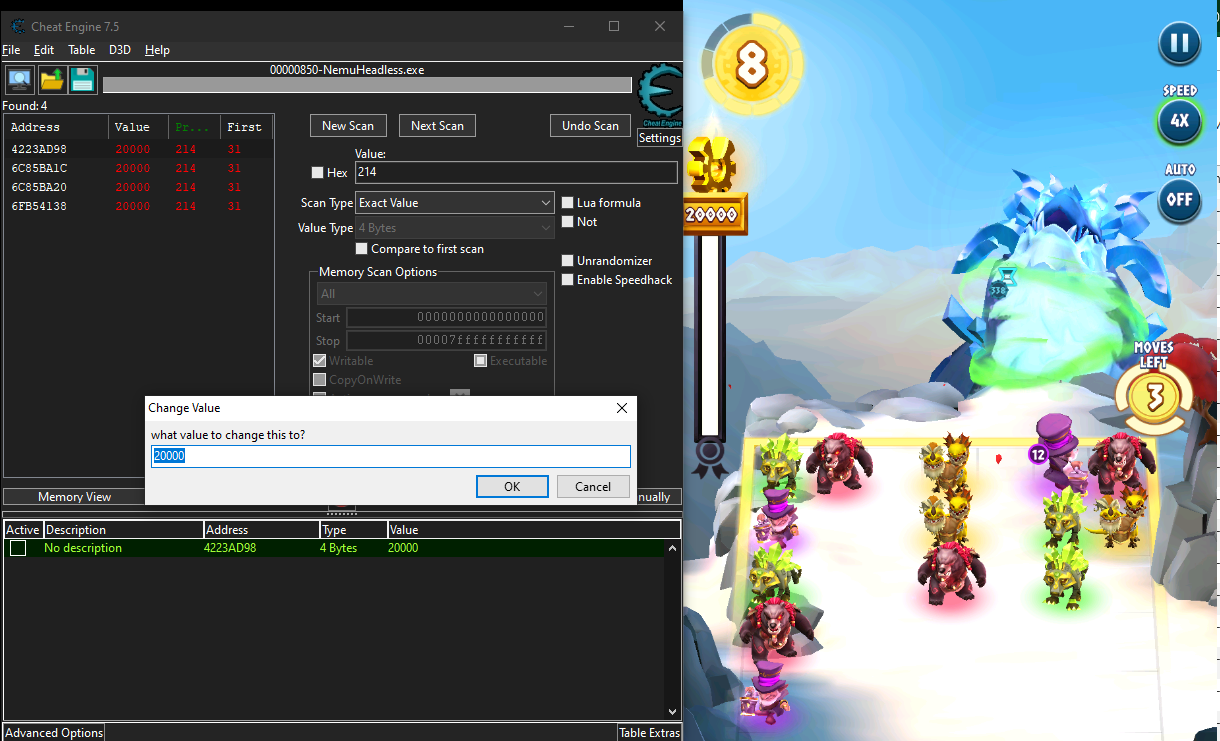 Cheat Engine 7.5
File Edit Table D3D Help
00000850-NemuHeadless.exe
Found: 4
Address Value Pr... First
4223AD98 20000 214 31
6C85BA1C 20000 214 31
6C85BA20 20000 214 31
6FB54138 20000 214 31
New Scan Next Scan Undo Scan
Cheat Engine
Settings
Value:
Hex 214
Scan Type Exact Value
Lua formula
Value Type 4 Bytes
Not
Compare to first scan
Unrandomizer
Enable Speedhack
Memory Scan Options
All
Start 0000000000000000
Stop 00007fffffffffff
Writable Executable
CopyOnWrite
Change Value
what value to change this to?
20000
OK Cancel
Memory View
nually
Active Description Address Type Value
No description 4223AD98 4 Bytes 20000
Advanced Options Table Extras
8
20000
SPEED
4X
AUTO
OFF
338
MOVES
LEFT
3
12